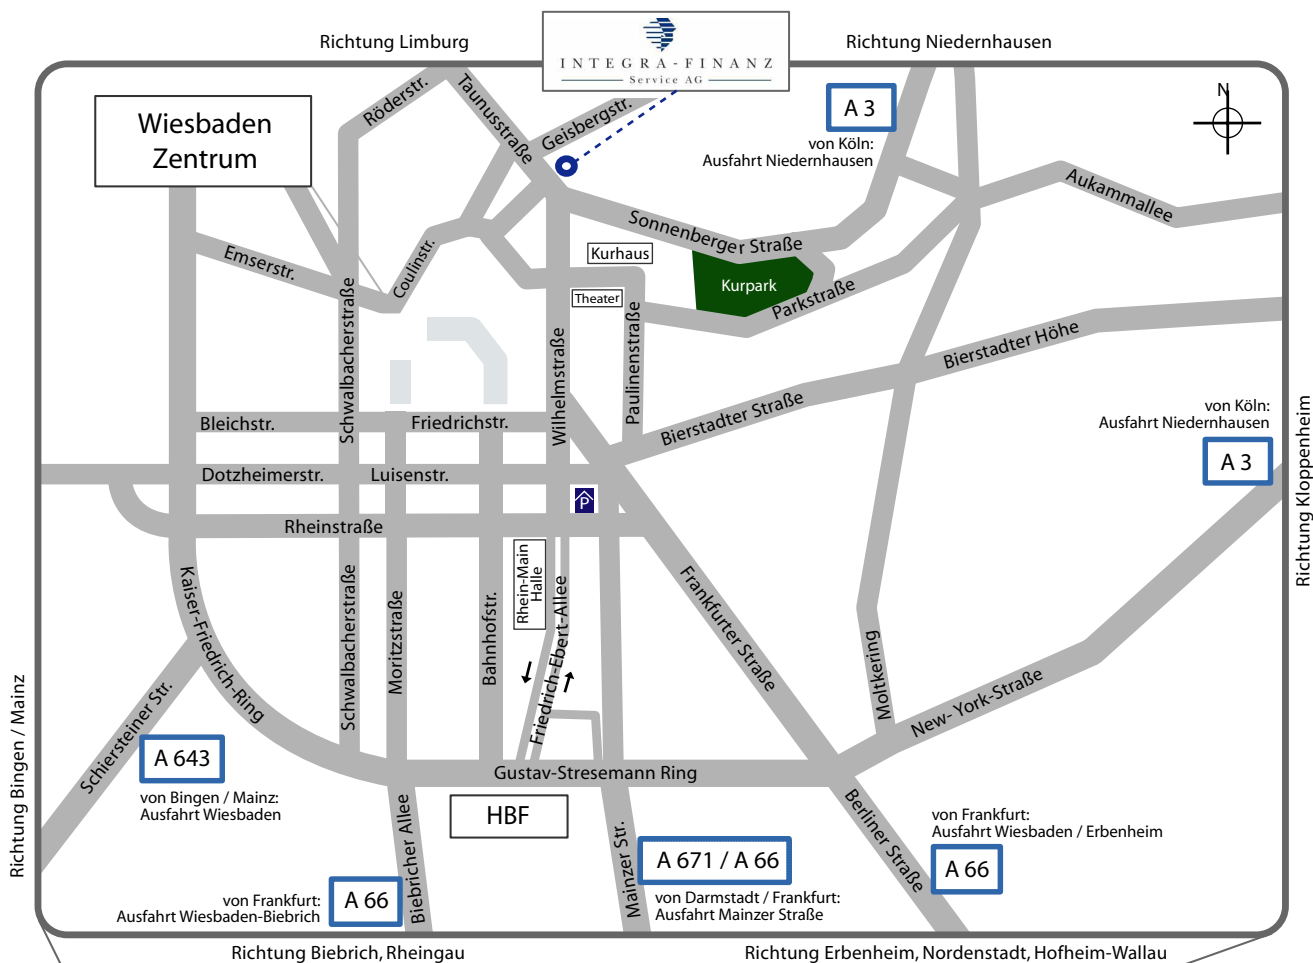 Richtung Limburg
INTEGRA-FINANZ
Service AG
Richtung Niedernhausen
Wiesbaden
Zentrum
Röderstr.
Taunusstraße
Geisbergstr.
A 3
von Köln:
Ausfahrt Niedernhausen
N
Aukammallee
Emserstr.
Coulinstr.
Sonnenberger Straße
Kurhaus
Theater
Kurpark
Parkstraße
Schwalbacherstraße
Wilhelmstraße
Paulinenstraße
Bierstadter Höhe
Bierstadter Straße
Bleichstr.
Friedrichstr.
von Köln:
Ausfahrt Niedernhausen
A 3
Richtung Kloppenheim
Dotzheimerstr.
Luisenstr.
P
Rheinstraße
Rhein-Main
Halle
Kaiser-Friedrich-Ring
Schwalbacherstraße
Moritzstraße
Bahnhofstr.
Friedrich-Ebert-Allee
Frankfurter Straße
Moltkering
New- York-Straße
Richtung Bingen / Mainz
Schiersteiner Str.
A 643
von Bingen / Mainz:
Ausfahrt Wiesbaden
Gustav-Stresemann Ring
HBF
Biebricher Allee
Mainzer Str.
Berliner Straße
von Frankfurt:
Ausfahrt Wiesbaden / Erbenheim
A 66
A 671 / A 66
von Darmstadt / Frankfurt:
Ausfahrt Mainzer Straße
von Frankfurt:
Ausfahrt Wiesbaden-Biebrich
A 66
Richtung Biebrich, Rheingau
Richtung Erbenheim, Nordenstadt, Hofheim-Wallau